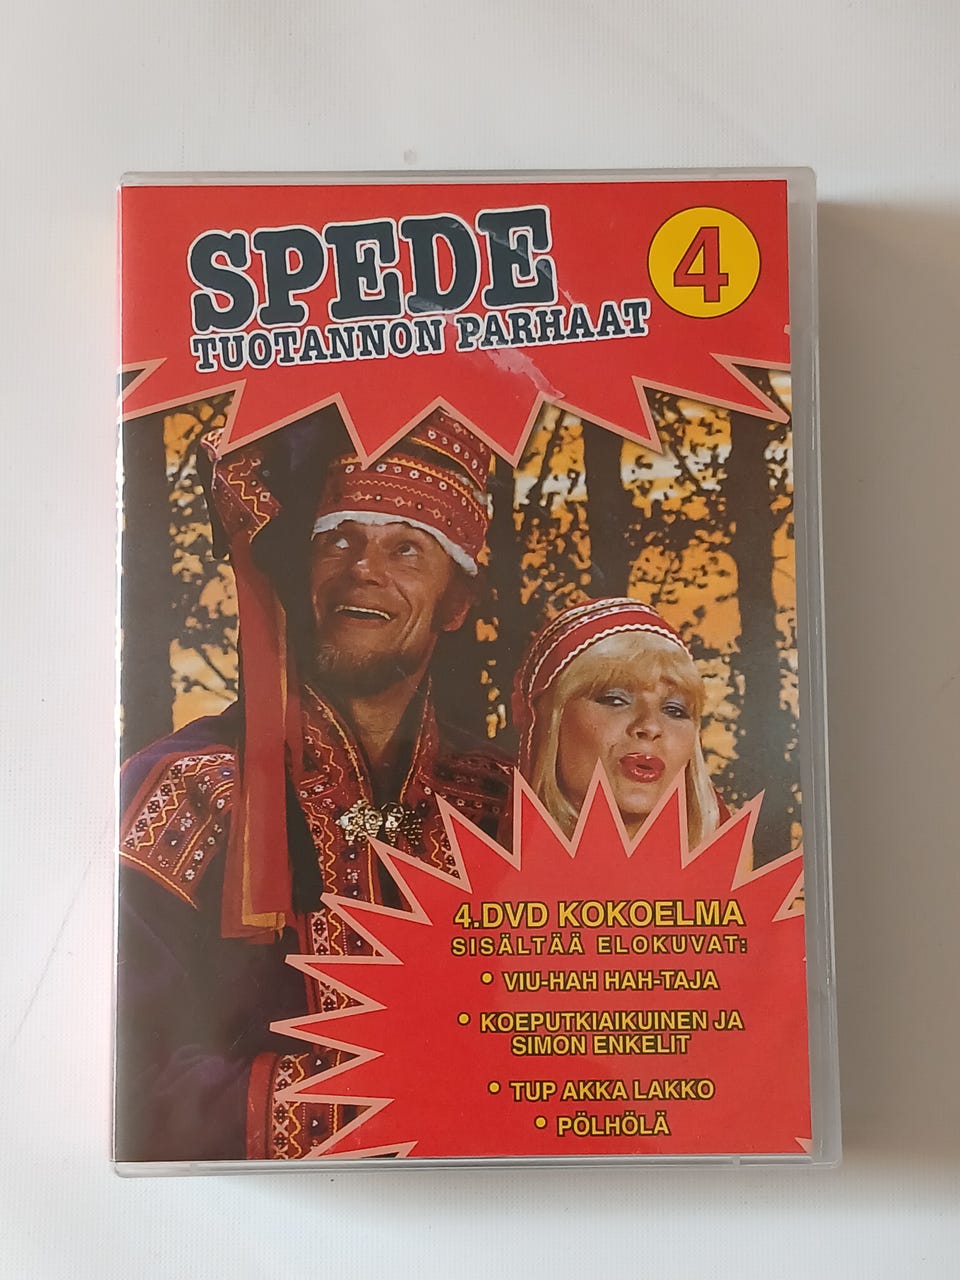 SPEDE
4
TUOTANNON PARHAAT
4.DVD KOKOELMA
SISÄLTÄÄ ELOKUVAT:
• VIU-HAH HAH-TAJA
• KOEPUTKIAIKUINEN JA
SIMON ENKELIT
• TUP AKKA LAKKO
• PÖLHÖLÄ